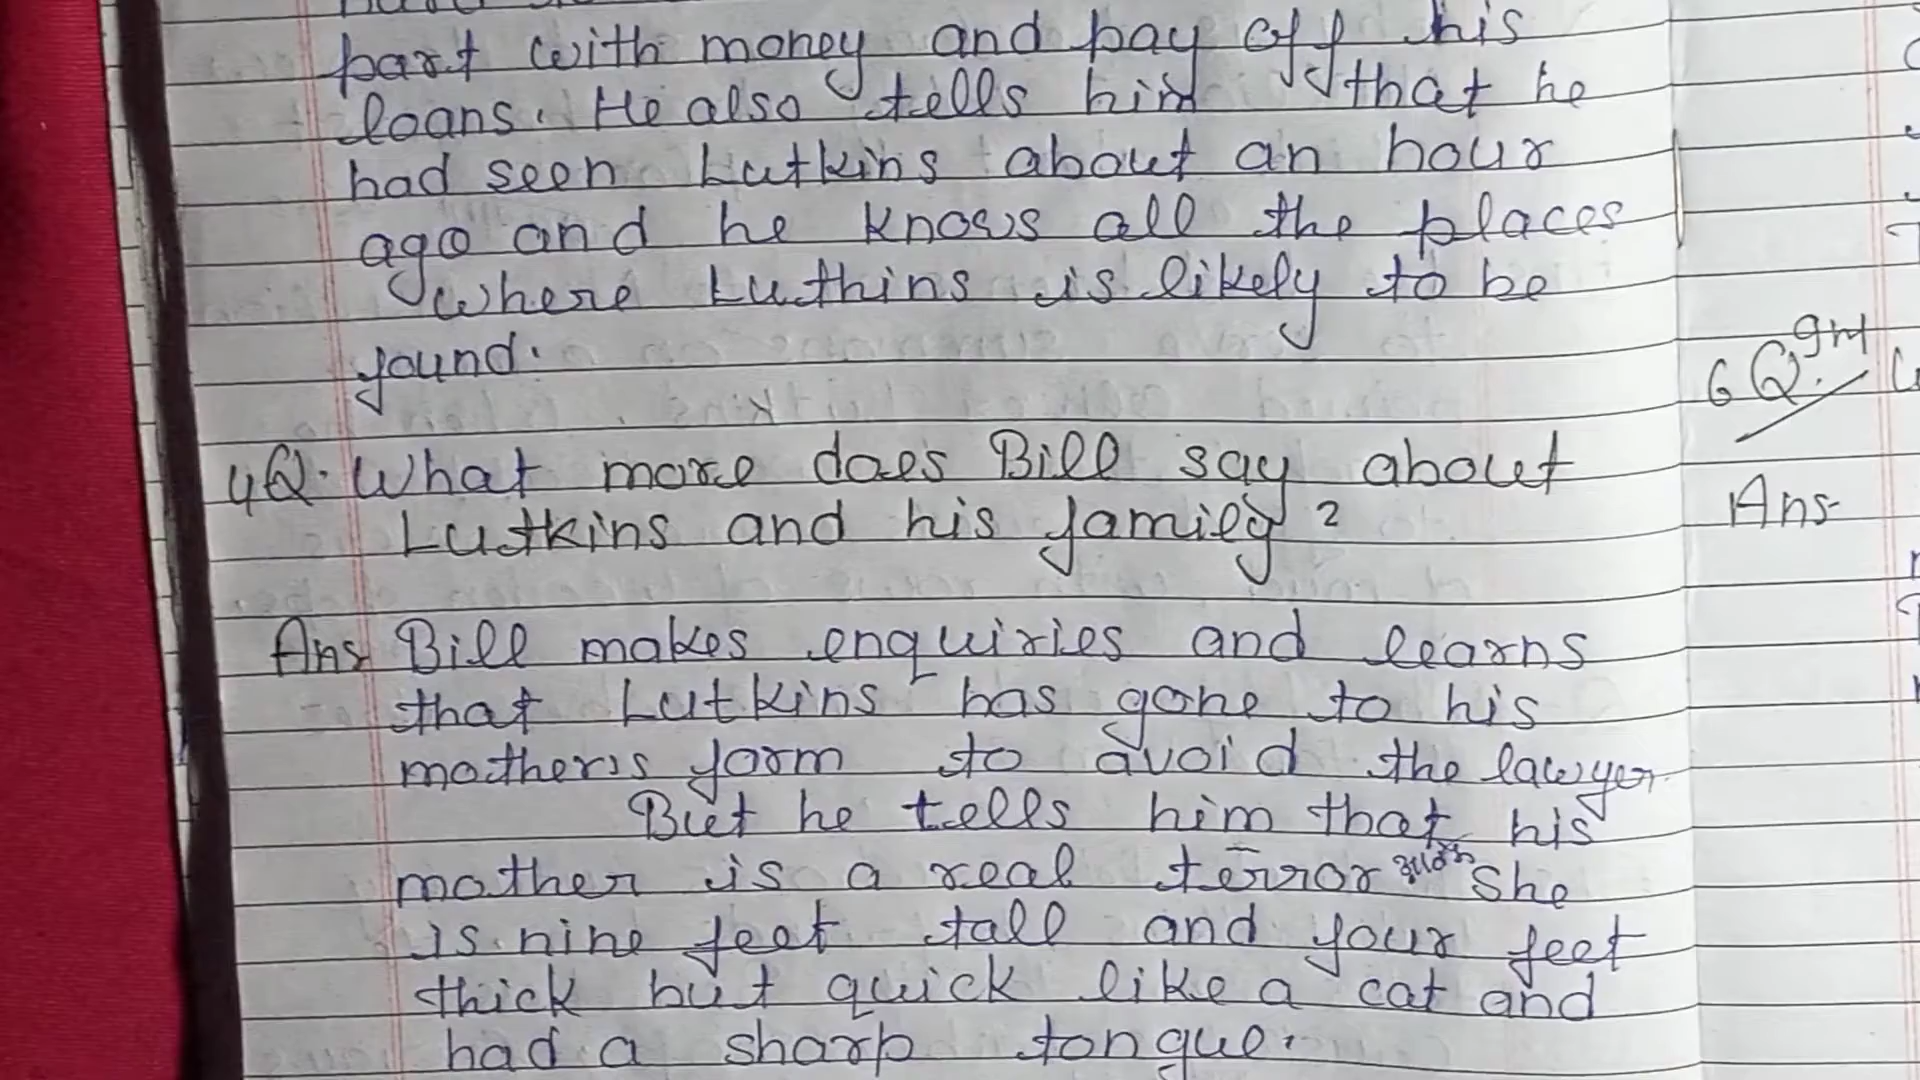 part with money and pay off his
loans. He also tells him that he
had seen Lutkins about an hour
ago and he knows all the places
where Luthins is likely to be
found.
4Q. What more does Bill say about
Lutkins and his family?
Ans Bill makes enquiries and learns
that Lutkins has gone to his
mother's farm to avoid the lawyer.
But he tells him that his
mother is a real terror She
is nine feet tall and four feet
thick but quick like a cat and
had a sharp tongue.
6 Q.
Ans-